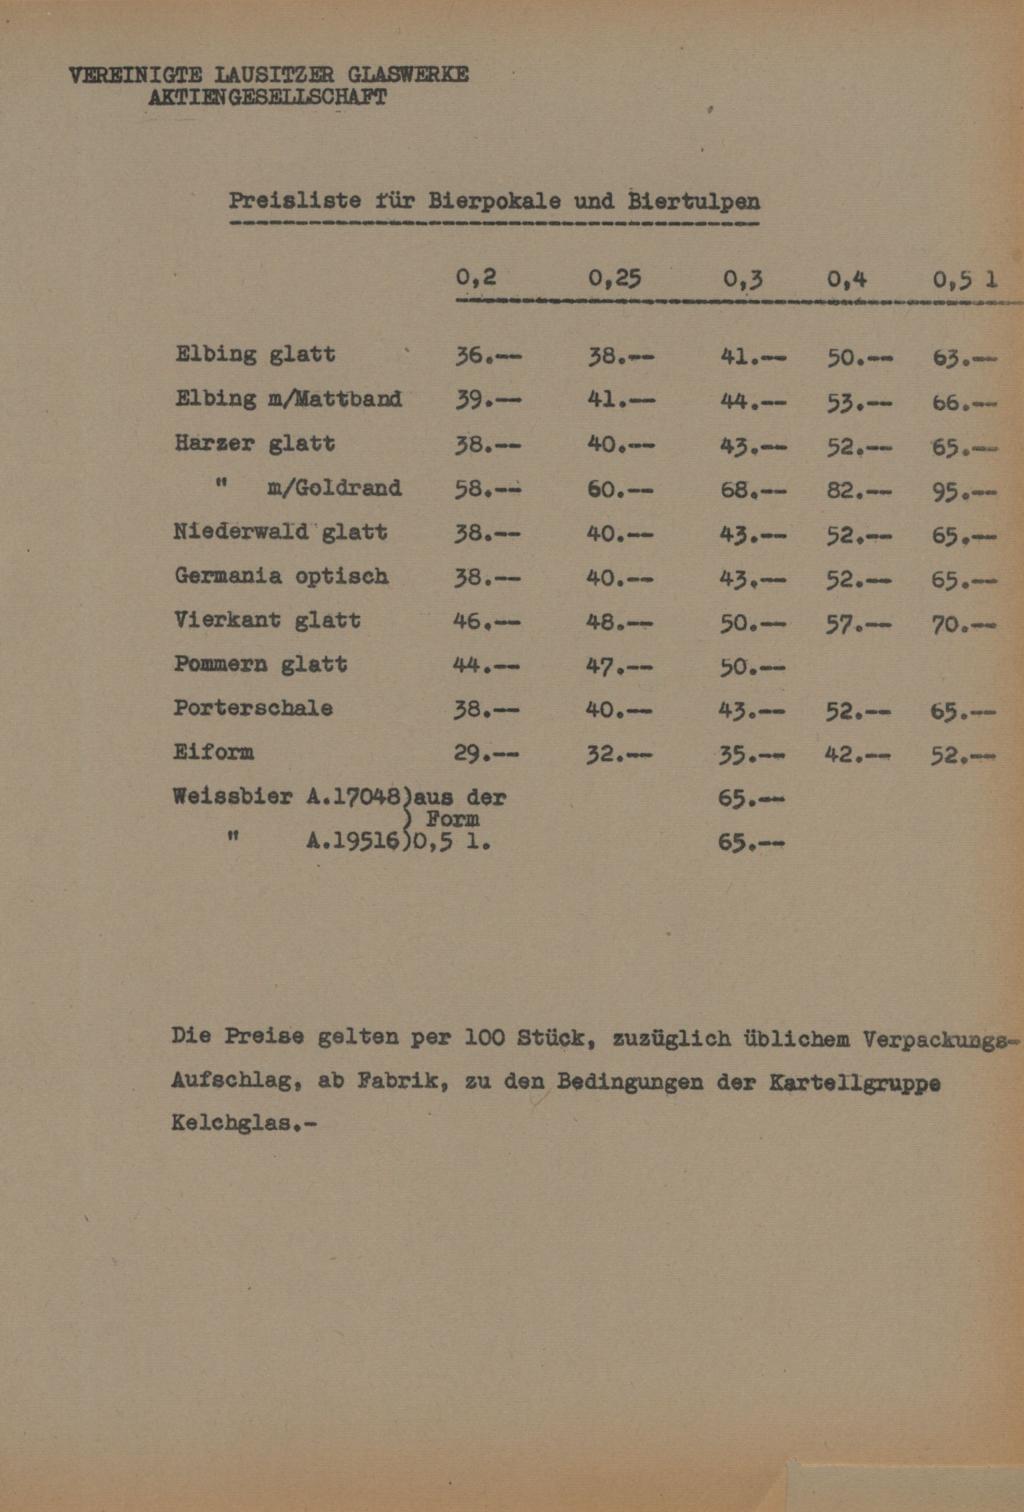 VEREINIGTE LAUSITZER GLASWERKE
AKTIENGESELLSCHAFT
Preisliste für Bierpokale und Biertulpen
0,2 0,25 0,3 0,4 0,5 l
Elbing glatt 36.-- 38.-- 41.-- 50.-- 63.--
Elbing m/Mattband 39.-- 41.-- 44.-- 53.-- 66.--
Harzer glatt 38.-- 40.-- 43.-- 52.-- 65.--
" m/Goldrand 58.-- 60.-- 68.-- 82.-- 95.--
Niederwald glatt 38.-- 40.-- 43.-- 52.-- 65.--
Germania optisch 38.-- 40.-- 43.-- 52.-- 65.--
Vierkant glatt 46.-- 48.-- 50.-- 57.-- 70.--
Pommern glatt 44.-- 47.-- 50.--
Porterschale 38.-- 40.-- 43.-- 52.-- 65.--
Eiform 29.-- 32.-- 35.-- 42.-- 52.--
Weissbier A.17048)aus der 65.--
) Form
" A.19516)0,5 l. 65.--
Die Preise gelten per 100 Stück, zuzüglich üblichem Verpackungs-
Aufschlag, ab Fabrik, zu den Bedingungen der Kartellgruppe
Kelchglas.-